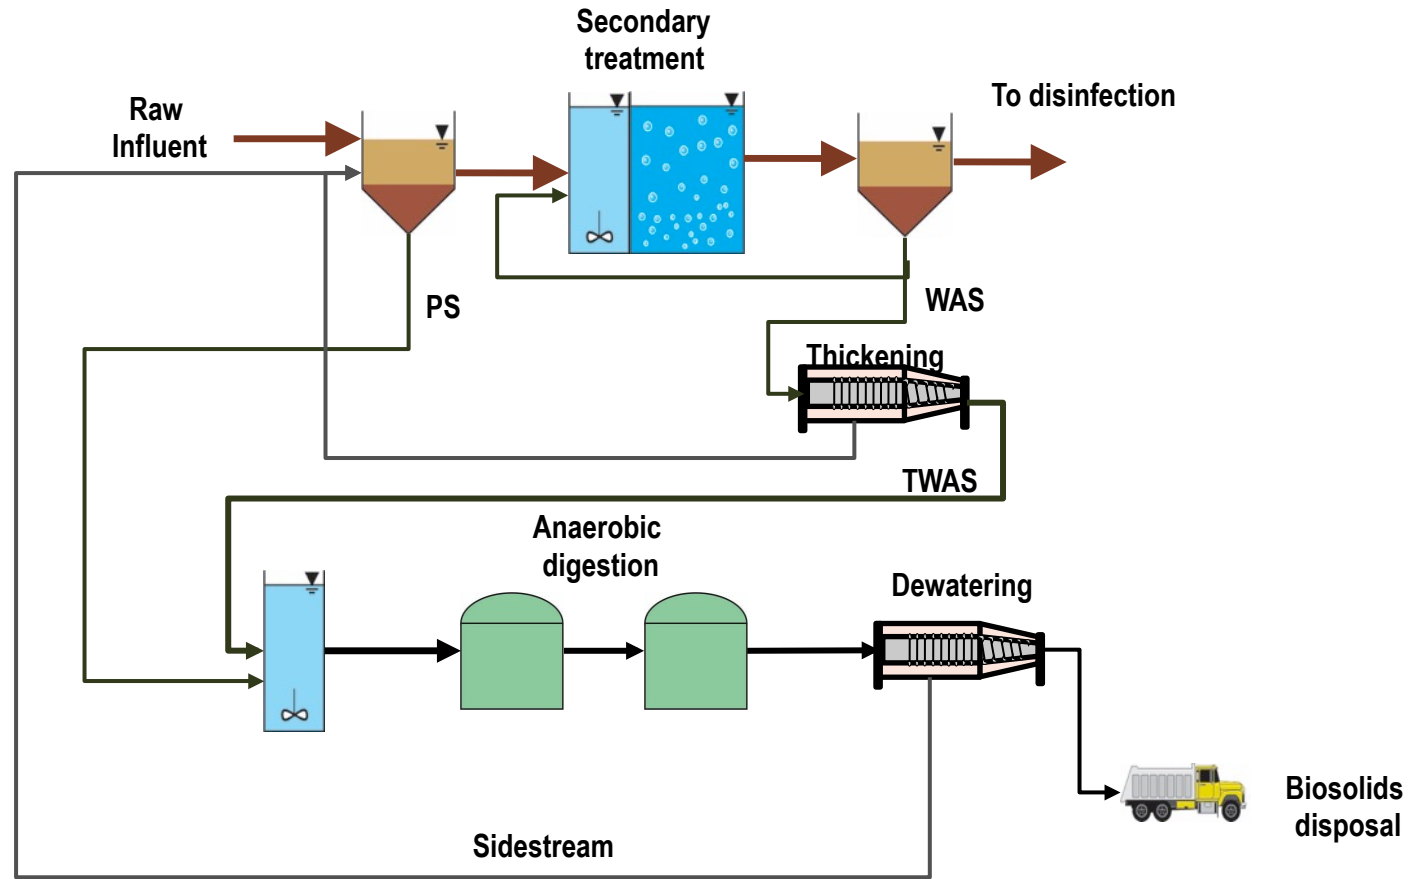 Secondary
treatment
To disinfection
Raw
Influent
PS
WAS
Thickening
TWAS
Anaerobic
digestion
Dewatering
Biosolids
disposal
Sidestream